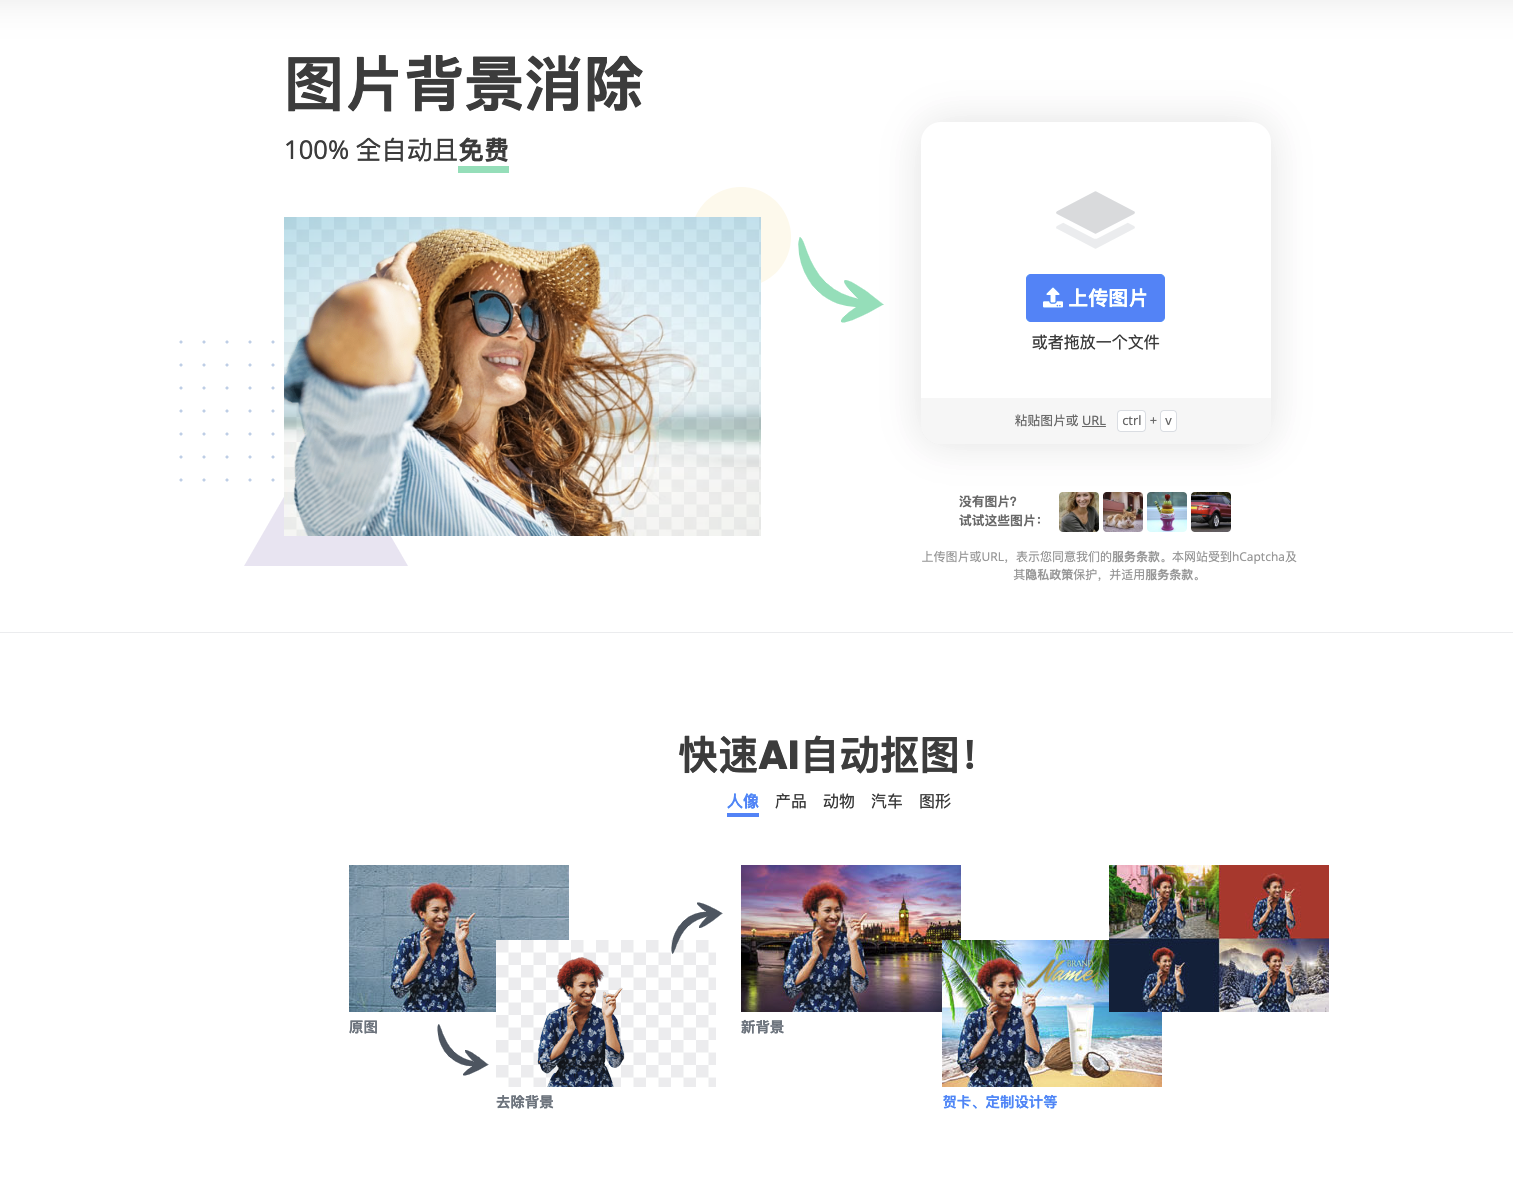 图片背景消除
100% 全自动且免费
上传图片
或者拖放一个文件
粘贴图片或 URL ctrl + v
没有图片?
试试这些图片：
上传图片或URL，表示您同意我们的服务条款。本网站受到hCaptcha及
其隐私政策保护，并适用服务条款。
快速AI自动抠图！
人像 产品 动物 汽车 图形
原图
去除背景
新背景
BRAND
Name
贺卡、定制设计等